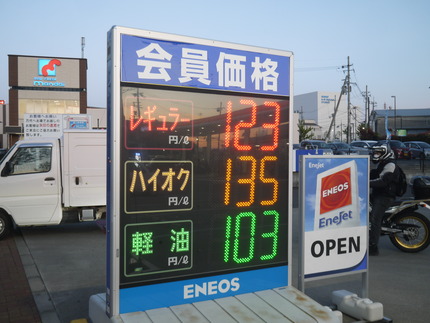 会員価格
レギュラー
円/ℓ
123
ハイオク
円/ℓ
135
軽油
円/ℓ
103
ENEOS
EneJet
ENEOS
EneJet
OPEN